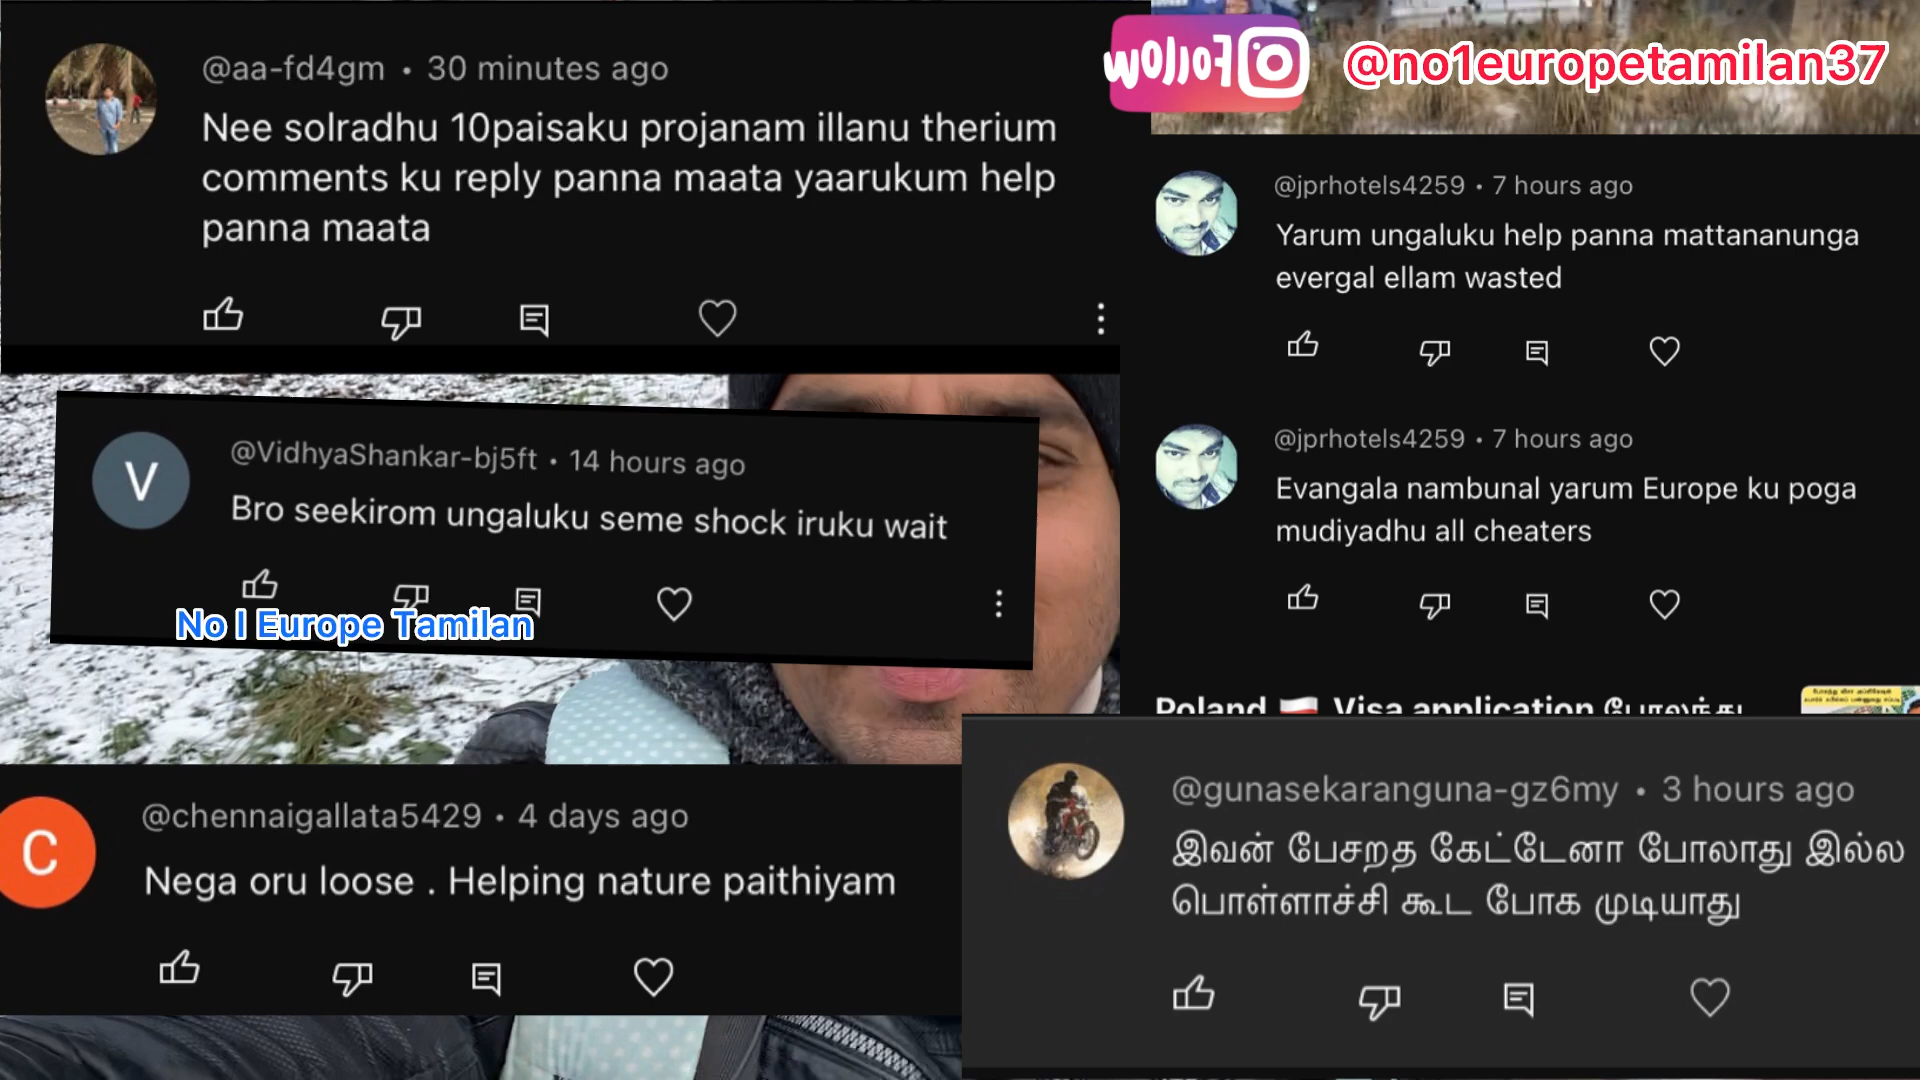 @aa-fd4gm • 30 minutes ago
Nee solradhu 10paisaku projanam illanu therium
comments ku reply panna maata yaarukum help
panna maata
Follow
@no1europetamilan37
@jprhotels4259 • 7 hours ago
Yarum ungaluku help panna mattananunga
evergal ellam wasted
V
@VidhyaShankar-bj5ft • 14 hours ago
Bro seekirom ungaluku seme shock iruku wait
No I Europe Tamilan
@jprhotels4259 • 7 hours ago
Evangala nambunal yarum Europe ku poga
mudiyadhu all cheaters
Poland 🇵🇱 Visa application போலந்து
C
@chennaigallata5429 • 4 days ago
Nega oru loose . Helping nature paithiyam
@gunasekaranguna-gz6my • 3 hours ago
இவன் பேசறத கேட்டேனா போலாது இல்ல
பொள்ளாச்சி கூட போக முடியாது